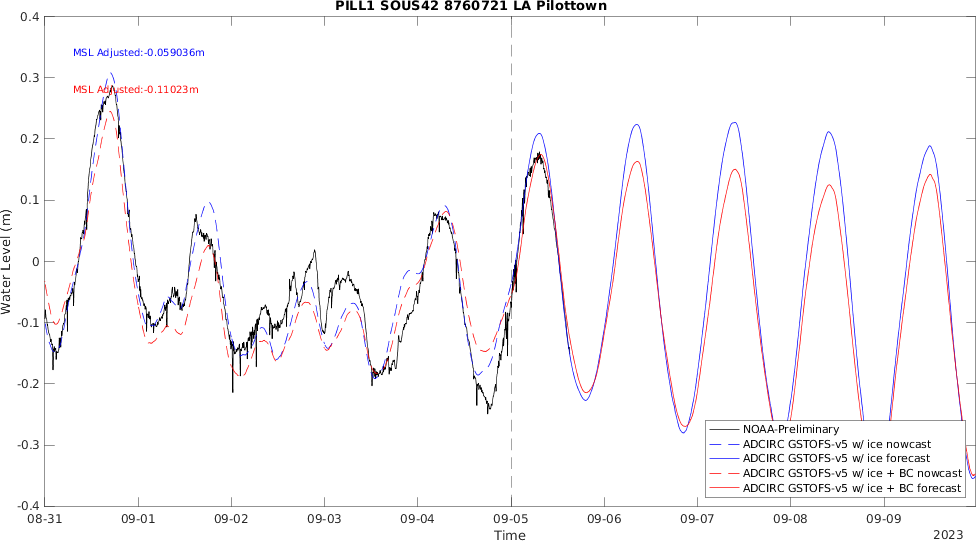 PILL1 SOUS42 8760721 LA Pilottown
0.4
0.3
0.2
0.1
0
-0.1
-0.2
-0.3
-0.4
Water Level (m)
MSL Adjusted:-0.059036m
MSL Adjusted:-0.11023m
NOAA-Preliminary
ADCIRC GSTOFS-v5 w/ ice nowcast
ADCIRC GSTOFS-v5 w/ ice forecast
ADCIRC GSTOFS-v5 w/ ice + BC nowcast
ADCIRC GSTOFS-v5 w/ ice + BC forecast
08-31 09-01 09-02 09-03 09-04 09-05 09-06 09-07 09-08 09-09
Time
2023